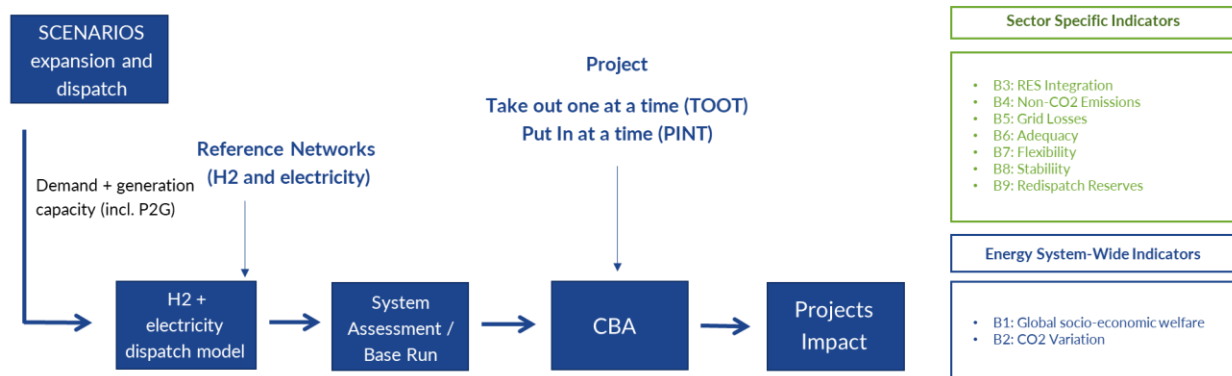 SCENARIOS
expansion and
dispatch
Demand + generation
capacity (incl. P2G)
Reference Networks
(H2 and electricity)
Project
Take out one at a time (TOOT)
Put In at a time (PINT)
H2 +
electricity
dispatch model
System
Assessment /
Base Run
CBA
Projects
Impact
Sector Specific Indicators
• B3: RES Integration
• B4: Non-CO2 Emissions
• B5: Grid Losses
• B6: Adequacy
• B7: Flexibility
• B8: Stabiliity
• B9: Redispatch Reserves
Energy System-Wide Indicators
• B1: Global socio-economic welfare
• B2: CO2 Variation